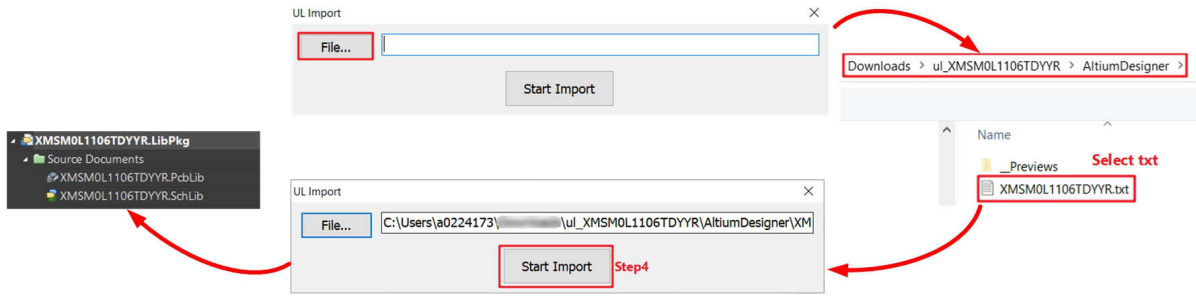 UL Import
File...
Start Import
Downloads > ul_XMSM0L1106TDYYR > AltiumDesigner >
Name
__Previews
Select txt
XMSM0L1106TDYYR.txt
UL Import
File...
C:\Users\a0224173\ \ul_XMSM0L1106TDYYR\AltiumDesigner\XM
Start Import
Step4
XMSM0L1106TDYYR.LibPkg
Source Documents
XMSM0L1106TDYYR.PcbLib
XMSM0L1106TDYYR.SchLib